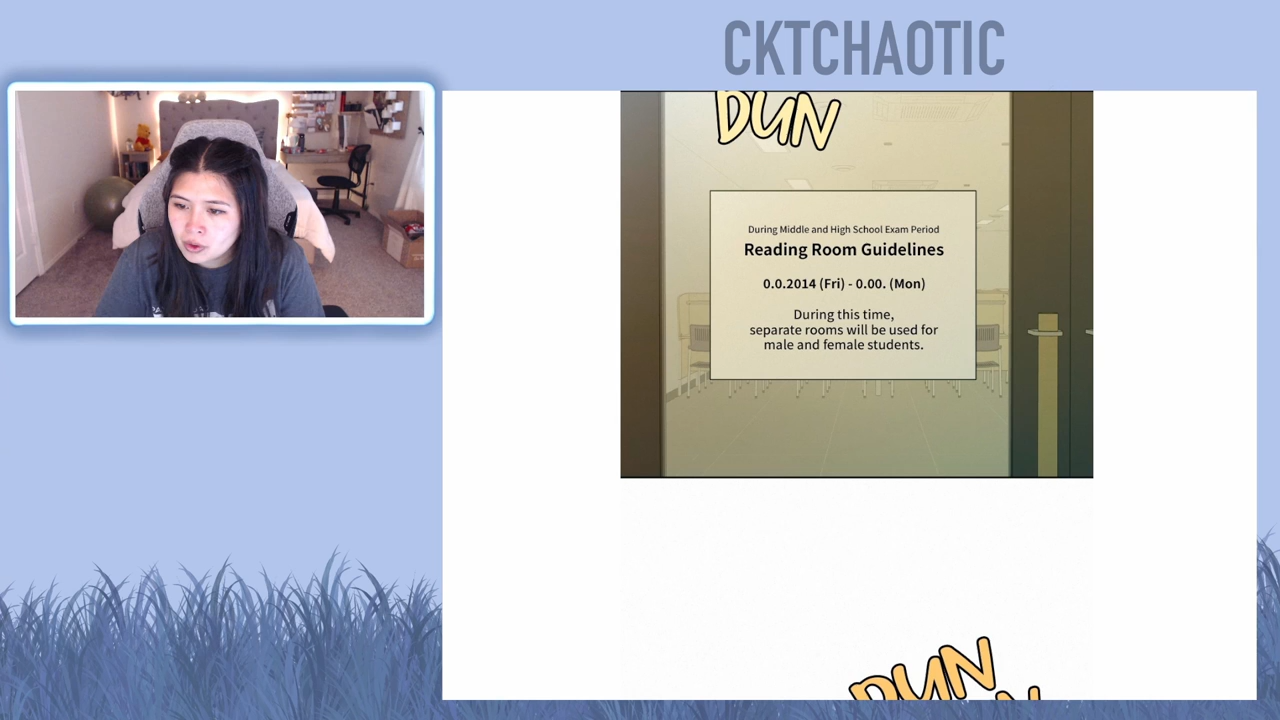 CKTCHAOTIC
DUN
During Middle and High School Exam Period
Reading Room Guidelines
0.0.2014 (Fri) - 0.00. (Mon)
During this time,
separate rooms will be used for
male and female students.
DUN